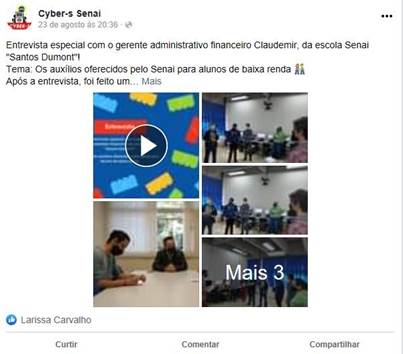 Cyber-s Senai
23 de agosto às 20:36
Entrevista especial com o gerente administrativo financeiro Claudemir, da escola Senai
"Santos Dumont"!
Tema: Os auxílios oferecidos pelo Senai para alunos de baixa renda
Após a entrevista, foi feito um... Mais
Mais 3
Larissa Carvalho
Curtir
Comentar
Compartilhar